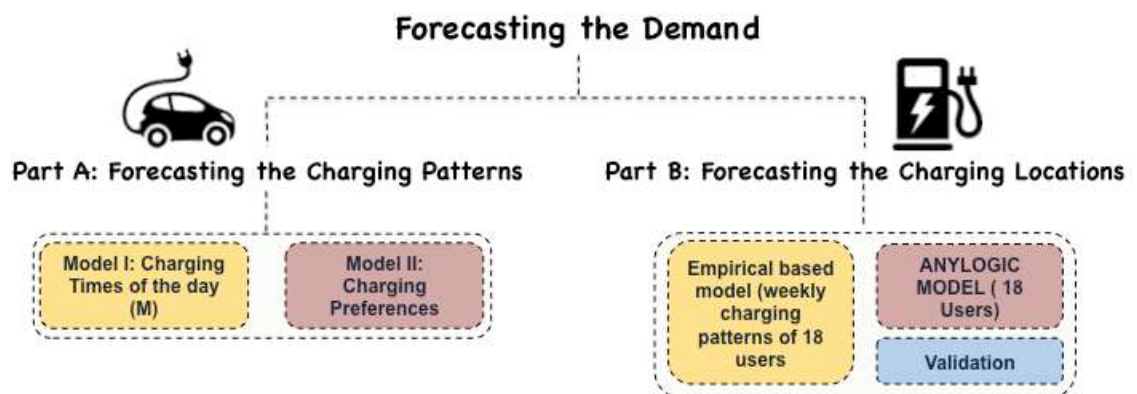 Forecasting the Demand
Part A: Forecasting the Charging Patterns
Model I: Charging
Times of the day
(M)
Model II:
Charging
Preferences
Part B: Forecasting the Charging Locations
Empirical based
model (weekly
charging
patterns of 18
users
ANYLOGIC
MODEL ( 18
Users)
Validation